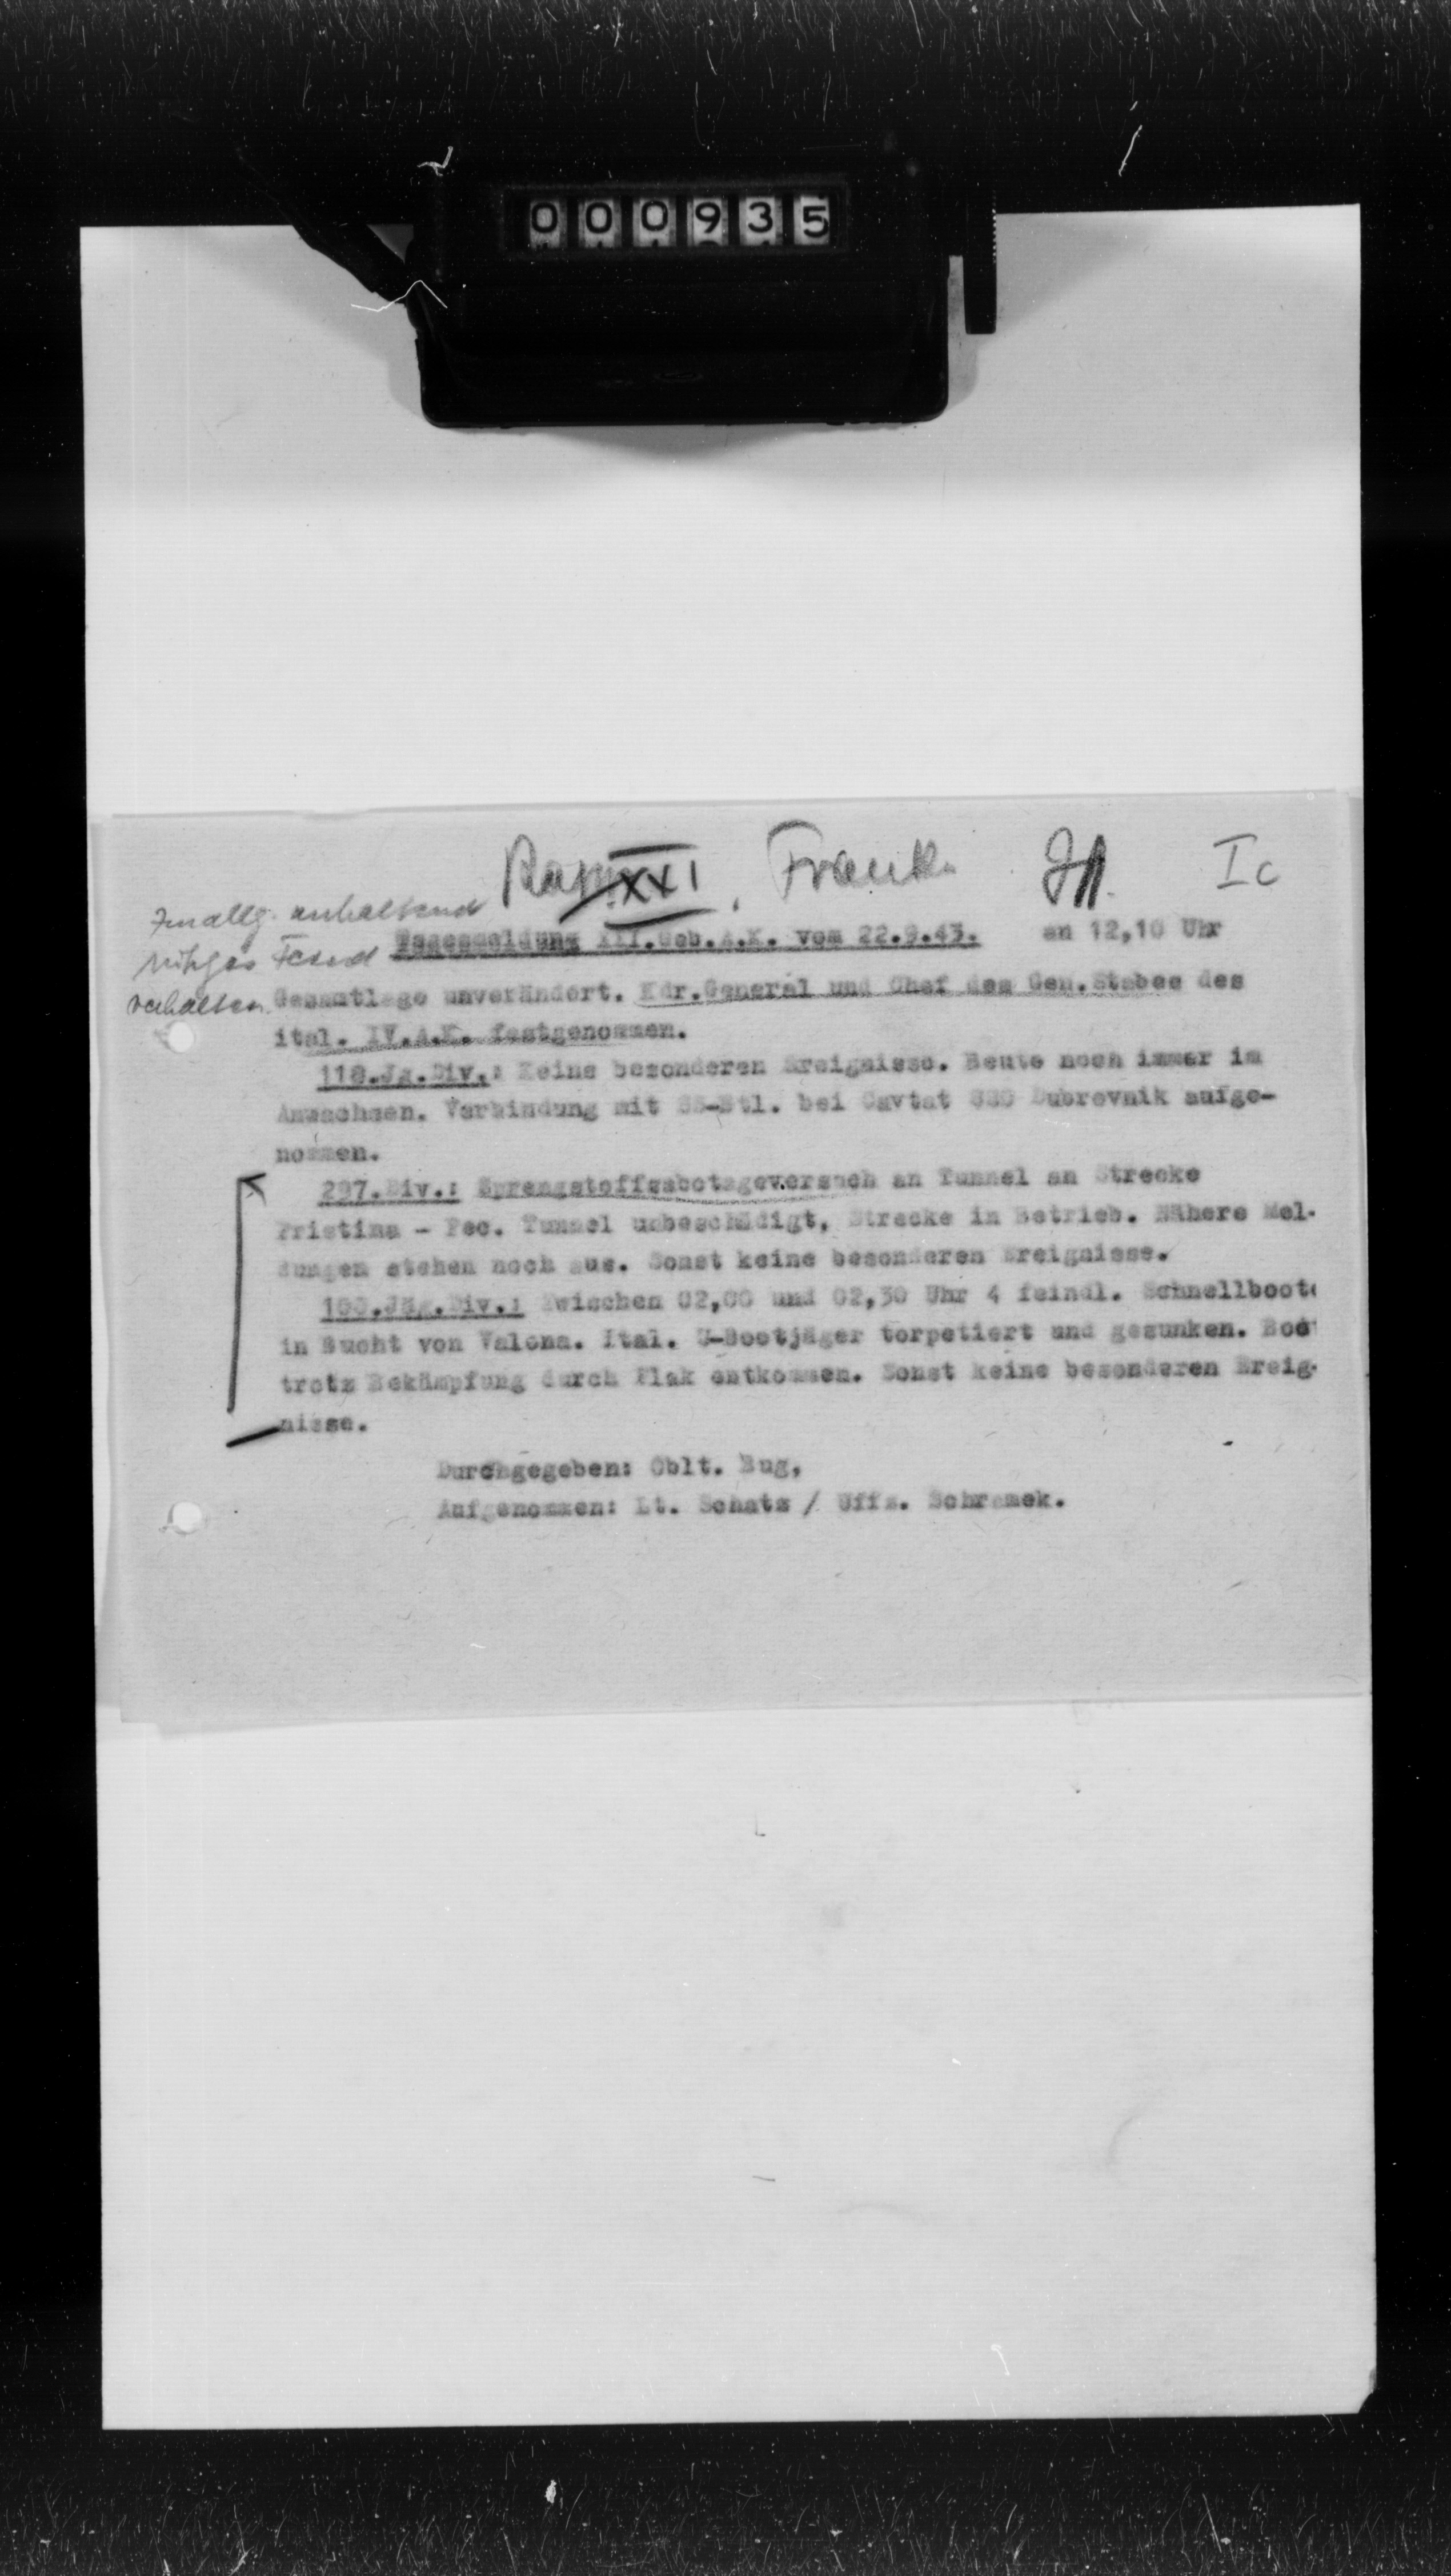 000935
XXI, Frank Ic
Im allg. anhaltend
ruhiges Feind
verhalten.
Tagesmeldung XXI.Geb.A.K. vom 22.9.43. an 12,10 Uhr
Gesamtlage unverändert. Kdr.General und Chef des Gen.Stabes des
ital. IV.A.K. festgenommen.
118.Jg.Div.: Keine besonderen Ereignisse. Beute noch immer im
Anwachsen. Verbindung mit SS-Btl. bei Cavtat SSO Dubrovnik aufge-
nommen.
297.Div.: Sprengstoffsabotageversuch an Tunnel an Strecke
Pristina - Pec. Tunnel unbeschädigt, Strecke in Betrieb. Nähere Mel-
dungen stehen noch aus. Sonst keine besonderen Ereignisse.
100.Jäg.Div.: Zwischen 02,00 und 02,30 Uhr 4 feindl. Schnellboote
in Bucht von Valona. Ital. U-Bootjäger torpetiert und gesunken. Boo
trotz Bekämpfung durch Flak entkommen. Sonst keine besonderen Ereig-
nisse.
Durchgegeben: Oblt. Bug,
Aufgenommen: Lt. Schatz / Uffz. Schramek.